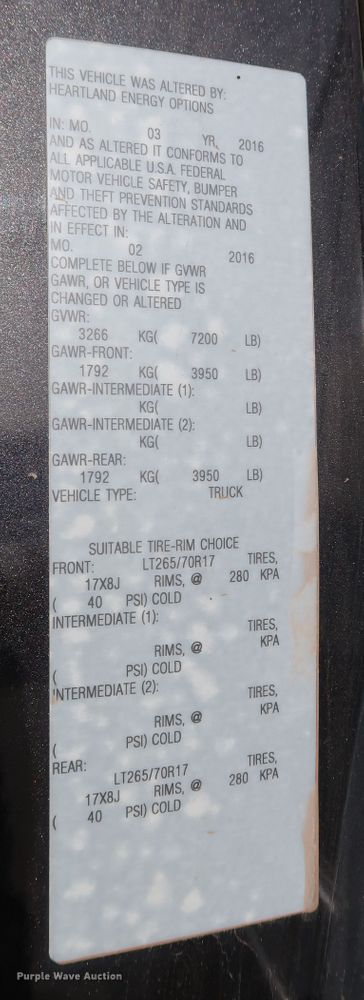 THIS VEHICLE WAS ALTERED BY:
HEARTLAND ENERGY OPTIONS
IN: MO. 03 YR. 2016
AND AS ALTERED IT CONFORMS TO
ALL APPLICABLE U.S.A. FEDERAL
MOTOR VEHICLE SAFETY, BUMPER
AND THEFT PREVENTION STANDARDS
AFFECTED BY THE ALTERATION AND
IN EFFECT IN:
MO. 02 2016
COMPLETE BELOW IF GVWR
GAWR, OR VEHICLE TYPE IS
CHANGED OR ALTERED
GVWR:
3266 KG( 7200 LB)
GAWR-FRONT:
1792 KG( 3950 LB)
GAWR-INTERMEDIATE (1):
KG( LB)
GAWR-INTERMEDIATE (2):
KG( LB)
GAWR-REAR:
1792 KG( 3950 LB)
VEHICLE TYPE: TRUCK
SUITABLE TIRE-RIM CHOICE
FRONT: LT265/70R17 TIRES,
17X8J RIMS, @ 280 KPA
( 40 PSI) COLD
INTERMEDIATE (1): TIRES,
RIMS, @ KPA
( PSI) COLD
INTERMEDIATE (2): TIRES,
RIMS, @ KPA
( PSI) COLD
REAR: LT265/70R17 TIRES,
17X8J RIMS, @ 280 KPA
( 40 PSI) COLD
Purple Wave Auction